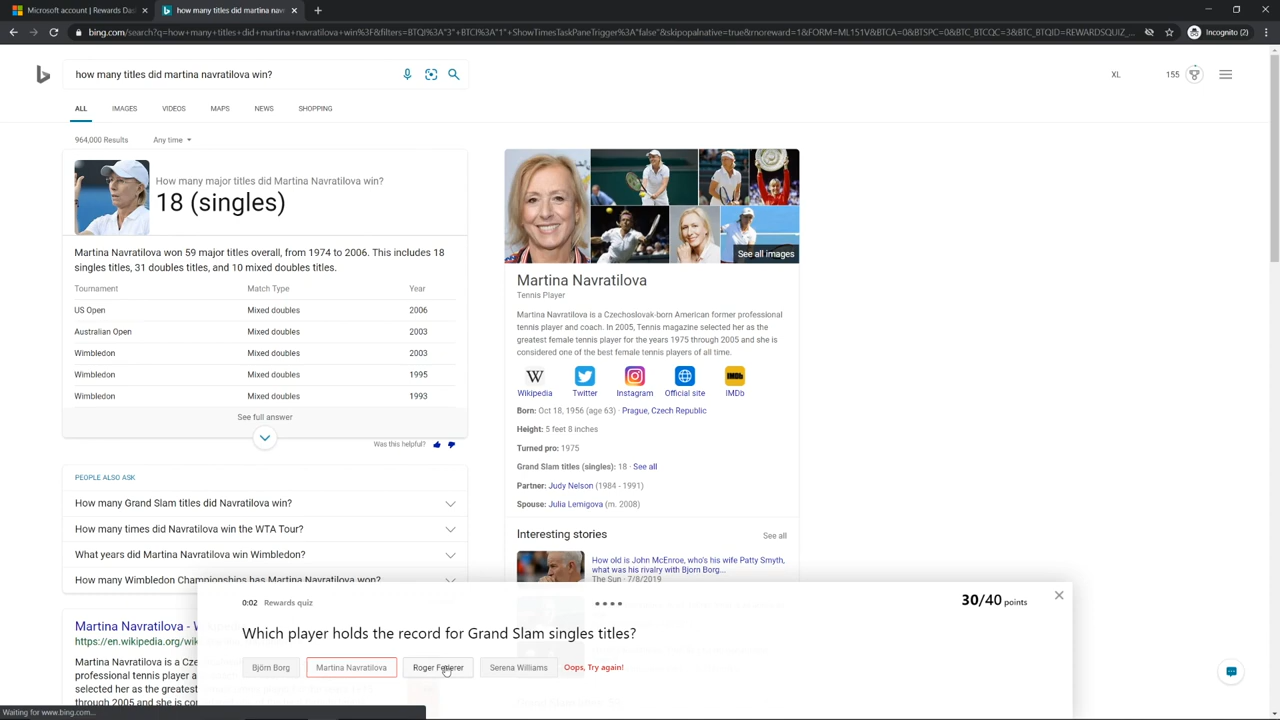 Microsoft account | Rewards Das
how many titles did martina nav
bing.com/search?q=how+many+titles+did+martina+navratilova+win%3F&filters=BTQI%3A"3"+BTCI%3A"1"+ShowTimesTaskPaneTrigger%3A"false"&skipopalnative=true&rnoreward=1&FORM=ML151V&BTCA=0&BTSPC=0&BTC_BTCQC=3&BTC_BTQID=REWARDSQUIZ_...
Incognito (2)
how many titles did martina navratilova win?
XL
155
ALL
IMAGES
VIDEOS
MAPS
NEWS
SHOPPING
964,000 Results
Any time
How many major titles did Martina Navratilova win?
18 (singles)
Martina Navratilova won 59 major titles overall, from 1974 to 2006. This includes 18
singles titles, 31 doubles titles, and 10 mixed doubles titles.
Tournament Match Type Year
US Open Mixed doubles 2006
Australian Open Mixed doubles 2003
Wimbledon Mixed doubles 2003
Wimbledon Mixed doubles 1995
Wimbledon Mixed doubles 1993
See full answer
Was this helpful?
PEOPLE ALSO ASK
How many Grand Slam titles did Navratilova win?
How many times did Navratilova win the WTA Tour?
What years did Martina Navratilova win Wimbledon?
How many Wimbledon Championships has Martina Navratilova won?
Martina Navratilova -
https://en.wikipedia.org/wik
Martina Navratilova is a Cze
professional tennis player a
selected her as the greatest
through 2005 and she is co
See all images
Martina Navratilova
Tennis Player
Martina Navratilova is a Czechoslovak-born American former professional
tennis player and coach. In 2005, Tennis magazine selected her as the
greatest female tennis player for the years 1975 through 2005 and she is
considered one of the best female tennis players of all time.
W
IMDb
Wikipedia
Twitter
Instagram
Official site
IMDb
Born: Oct 18, 1956 (age 63) · Prague, Czech Republic
Height: 5 feet 8 inches
Turned pro: 1975
Grand Slam titles (singles): 18 · See all
Partner: Judy Nelson (1984 - 1991)
Spouse: Julia Lemigova (m. 2008)
Interesting stories
See all
How old is John McEnroe, who's his wife Patty Smyth,
what was his rivalry with Bjorn Borg...
The Sun · 7/8/2019
0:02 Rewards quiz
30/40 points
Which player holds the record for Grand Slam singles titles?
Björn Borg
Martina Navratilova
Roger Federer
Serena Williams
Oops, Try again!
Waiting for www.bing.com...